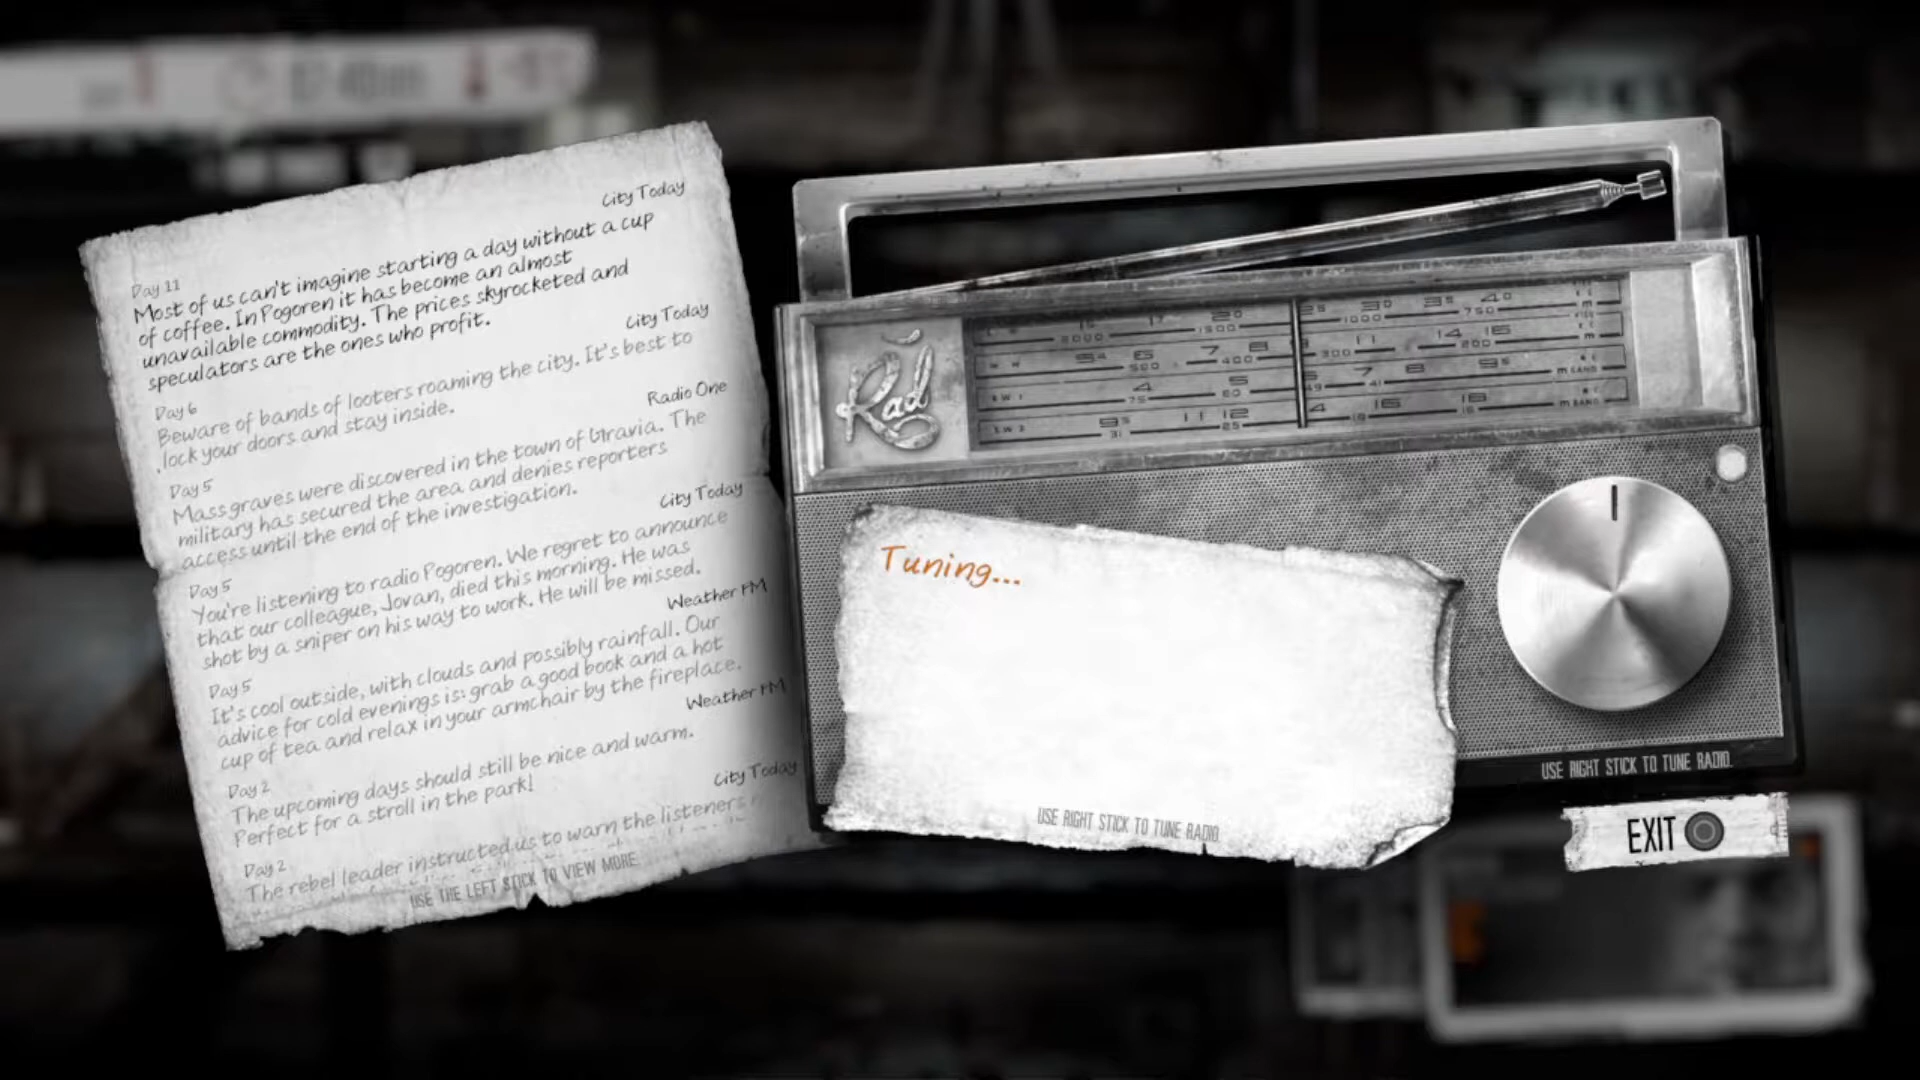 City Today
Day 11
Most of us can't imagine starting a day without a cup
of coffee. In Pogoren it has become an almost
unavailable commodity. The prices skyrocketed and
speculators are the ones who profit.
City Today
Day 6
Beware of bands of looters roaming the city. It's best to
lock your doors and stay inside.
Radio One
Day 5
Mass graves were discovered in the town of Gravia. The
military has secured the area and denies reporters
access until the end of the investigation.
City Today
Day 5
You're listening to radio Pogoren. We regret to announce
that our colleague, Jovan, died this morning. He was
shot by a sniper on his way to work. He will be missed.
Weather FM
Day 5
It's cool outside, with clouds and possibly rainfall. Our
advice for cold evenings is: grab a good book and a hot
cup of tea and relax in your armchair by the fireplace.
Weather FM
Day 2
The upcoming days should still be nice and warm.
Perfect for a stroll in the park!
City Today
Day 2
The rebel leader instructed us to warn the listeners
USE THE LEFT STICK TO VIEW MORE
Rad
Tuning...
USE RIGHT STICK TO TUNE RADIO.
USE RIGHT STICK TO TUNE RADIO.
EXIT